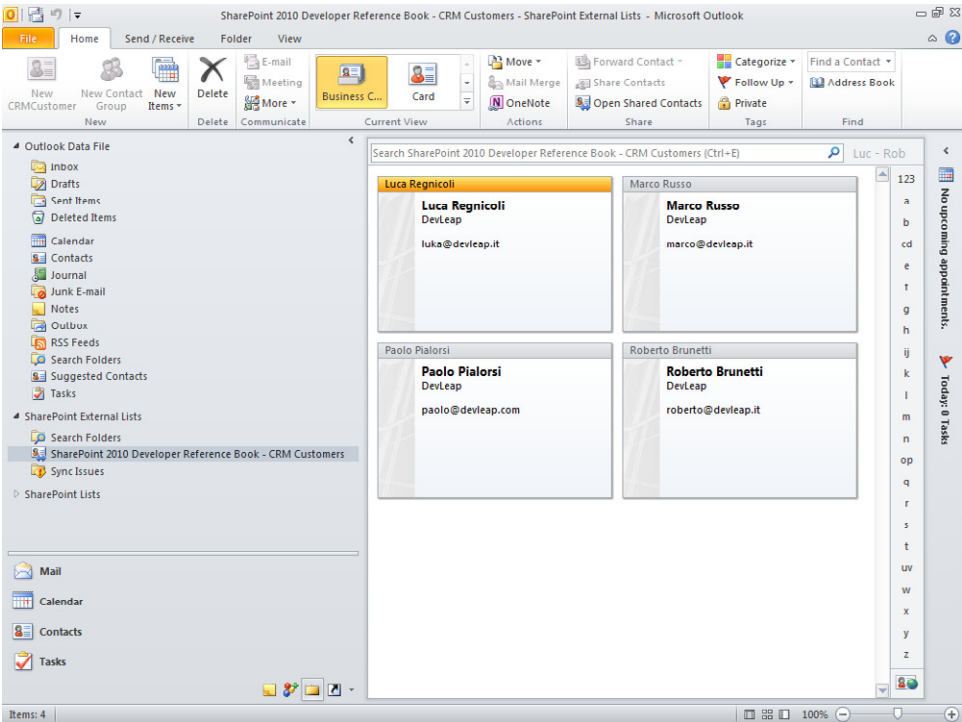 SharePoint 2010 Developer Reference Book - CRM Customers - SharePoint External Lists - Microsoft Outlook
File Home Send / Receive Folder View
New CRMCustomer
New Contact Group
New Items
New
Delete
Delete
E-mail
Meeting
More
Communicate
Business C...
Card
Current View
Move
Mail Merge
OneNote
Actions
Forward Contact
Share Contacts
Open Shared Contacts
Share
Categorize
Follow Up
Private
Tags
Find a Contact
Address Book
Find
Outlook Data File
Inbox
Drafts
Sent Items
Deleted Items
Calendar
Contacts
Journal
Junk E-mail
Notes
Outbox
RSS Feeds
Search Folders
Suggested Contacts
Tasks
SharePoint External Lists
Search Folders
SharePoint 2010 Developer Reference Book - CRM Customers
Sync Issues
SharePoint Lists
Mail
Calendar
Contacts
Tasks
Search SharePoint 2010 Developer Reference Book - CRM Customers (Ctrl+E)
Luc - Rob
Luca Regnicoli
Luca Regnicoli
DevLeap
luka@devleap.it
Marco Russo
Marco Russo
DevLeap
marco@devleap.it
Paolo Pialorsi
Paolo Pialorsi
DevLeap
paolo@devleap.com
Roberto Brunetti
Roberto Brunetti
DevLeap
roberto@devleap.it
123
a
b
cd
e
f
g
h
ij
k
l
m
n
op
q
r
s
t
uv
w
x
y
z
No upcoming appointments.
Today: 0 Tasks
Items: 4
100%